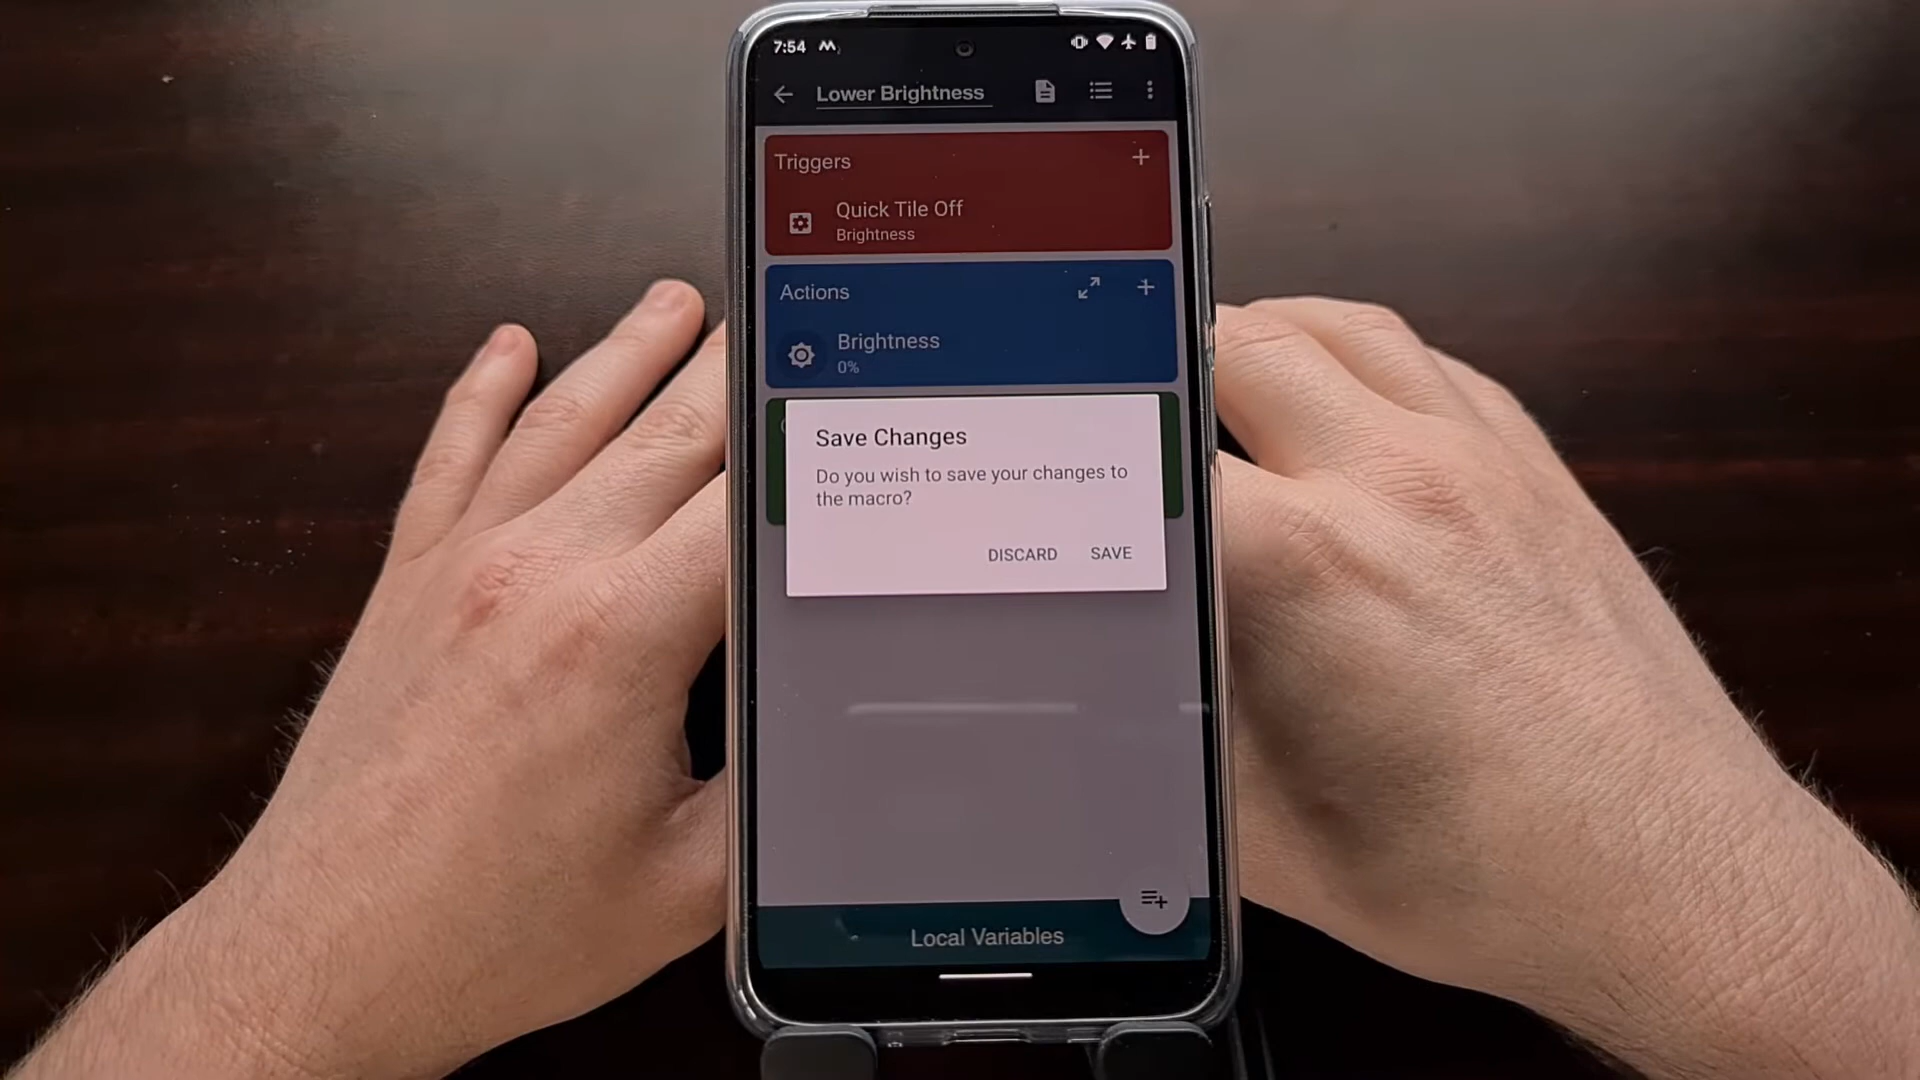 7:54
Lower Brightness
Triggers
Quick Tile Off
Brightness
Actions
Brightness
0%
Save Changes
Do you wish to save your changes to
the macro?
DISCARD SAVE
Local Variables